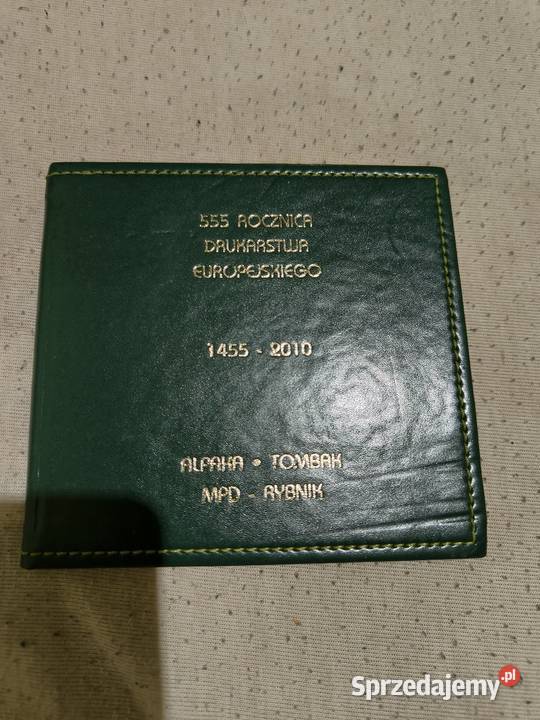 555 ROCZNICA
DRUKARSTWA
EUROPEJSKIEGO
1455 - 2010
ALPAKA • TOMBAK
MPD - RYBNIK
Sprzedajemy.pl